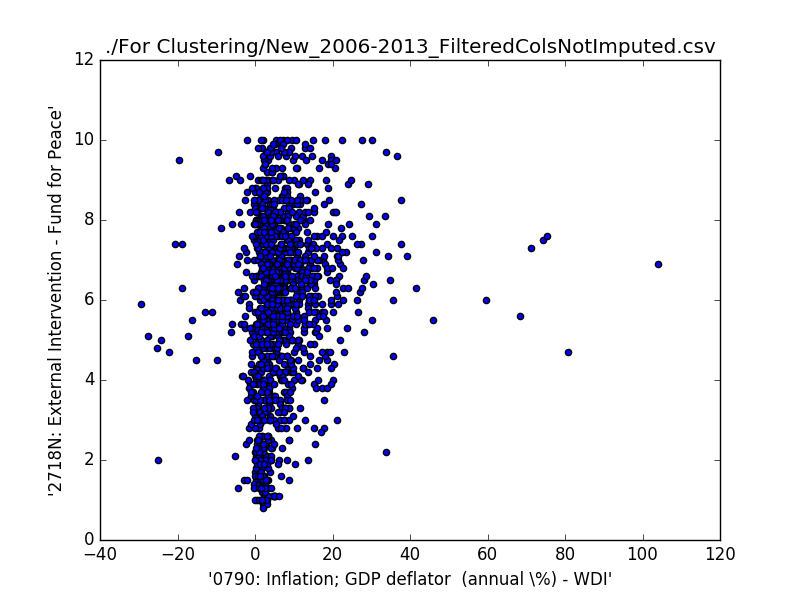 ./For Clustering/New_2006-2013_FilteredColsNotImputed.csv
12
10
8
6
4
2
0
−40 −20 0 20 40 60 80 100 120
'2718N: External Intervention - Fund for Peace'
'0790: Inflation; GDP deflator  (annual \%) - WDI'